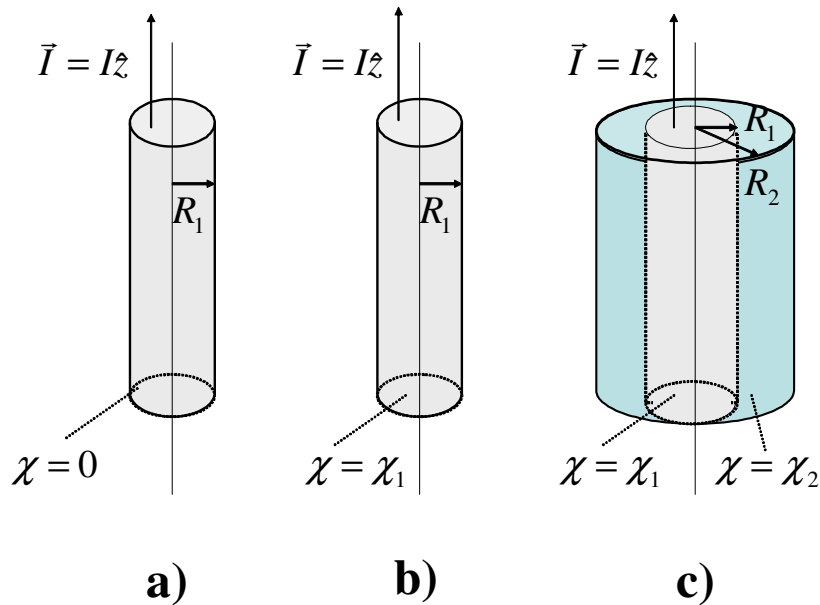 I⃗ = Iẑ I⃗ = Iẑ I⃗ = Iẑ
R₁ R₁ R₁
R₂
χ = 0 χ = χ₁ χ = χ₁ χ = χ₂
a) b) c)